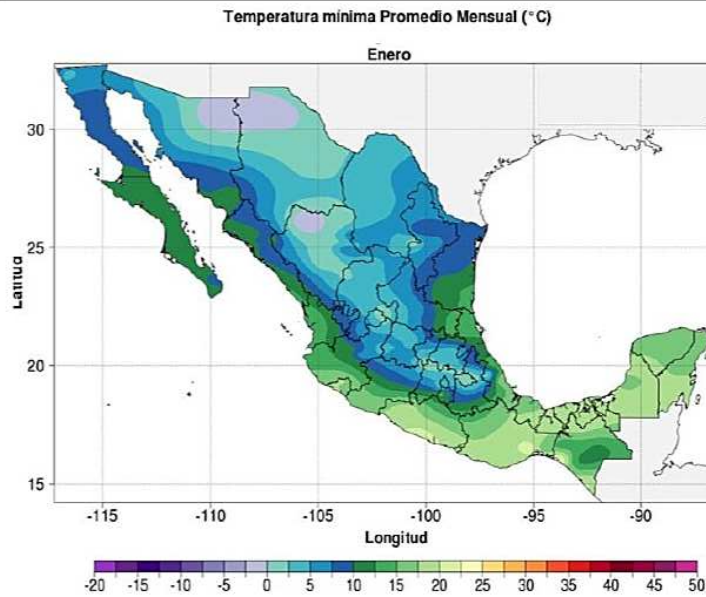 Temperatura mínima Promedio Mensual (°C)
Enero
30
25
20
15
Latitud
-115 -110 -105 -100 -95 -90
Longitud
-20 -15 -10 -5 0 5 10 15 20 25 30 35 40 45 50